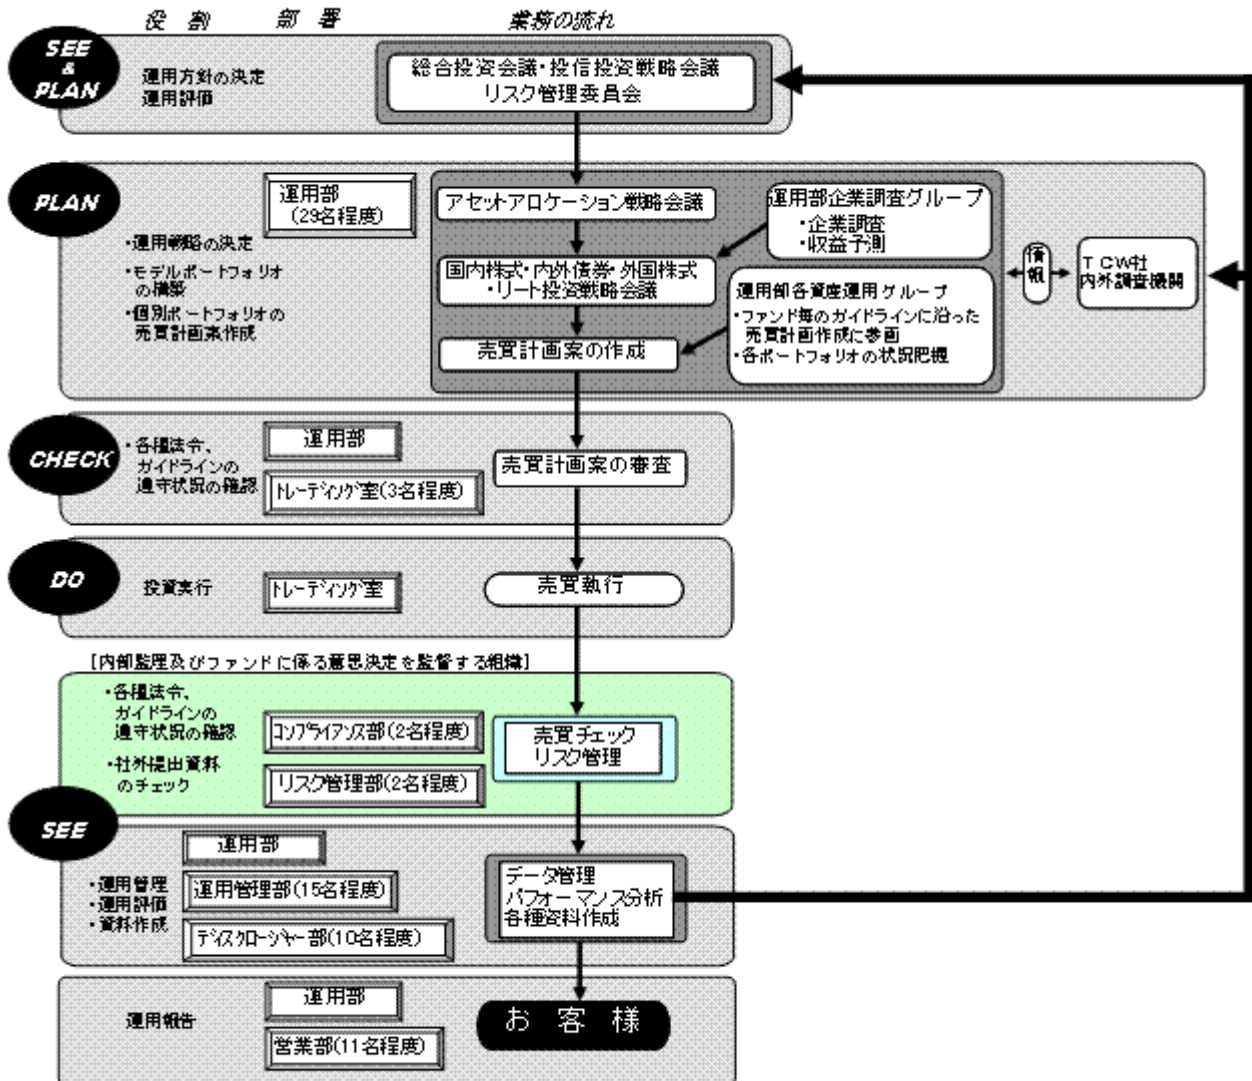 役 割 部 署 業務の流れ
SEE
&
PLAN
運用方針の決定
運用評価
総合投資会議・投信投資戦略会議
リスク管理委員会
PLAN
運用部
(29名程度)
・運用戦略の決定
・モデルポートフォリオ
の構築
・個別ポートフォリオの
売買計画案作成
アセットアロケーション戦略会議
国内株式・内外債券・外国株式
・リート投資戦略会議
売買計画案の作成
運用部企業調査グループ
・企業調査
・収益予測
運用部各資産運用グループ
・ファンド毎のガイドラインに沿った
売買計画作成に参画
・各ポートフォリオの状況把握
情報
TCW社
内外調査機関
CHECK
・各種法令、
ガイドラインの
遵守状況の確認
運用部
トレーディング室(3名程度)
売買計画案の審査
DO
投資実行
トレーディング室
売買執行
[内部監理及びファンドに係る意思決定を監督する組織]
・各種法令、
ガイドラインの
遵守状況の確認
・社外提出資料
のチェック
コンプライアンス部(2名程度)
リスク管理部(2名程度)
売買チェック
リスク管理
SEE
・運用管理
・運用評価
・資料作成
運用部
運用管理部(15名程度)
ディスクロージャー部(10名程度)
データ管理
パフォーマンス分析
各種資料作成
運用報告
運用部
営業部(11名程度)
お 客 様